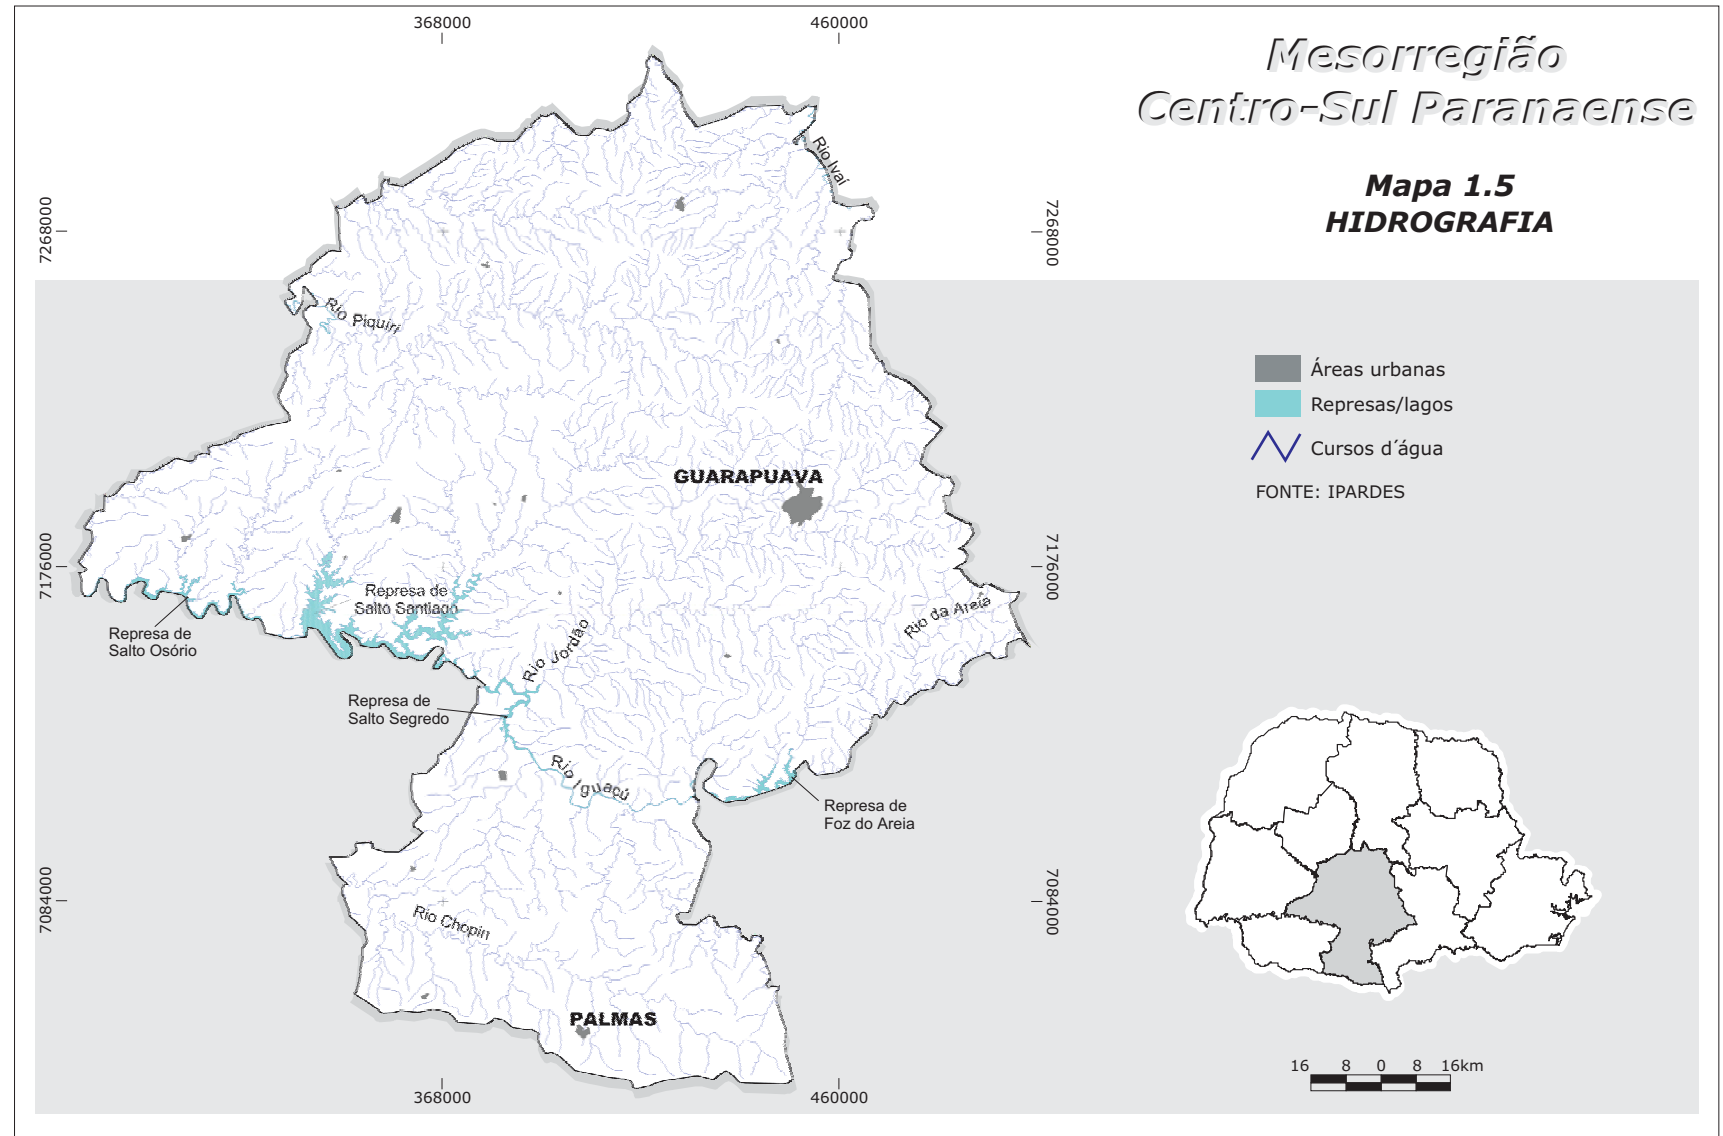 368000
460000
Mesorregião
Centro-Sul Paranaense
Mapa 1.5
HIDROGRAFIA
7268000
7268000
Rio Ivaí
Rio Piquiri
Áreas urbanas
Represas/lagos
Cursos d´água
FONTE: IPARDES
GUARAPUAVA
7176000
7176000
Represa de
Salto Santiago
Represa de
Salto Osório
Rio Jordão
Rio da Areia
Represa de
Salto Segredo
Rio Iguaçú
Represa de
Foz do Areia
7084000
7084000
Rio Chopin
PALMAS
16 8 0 8 16km
368000
460000